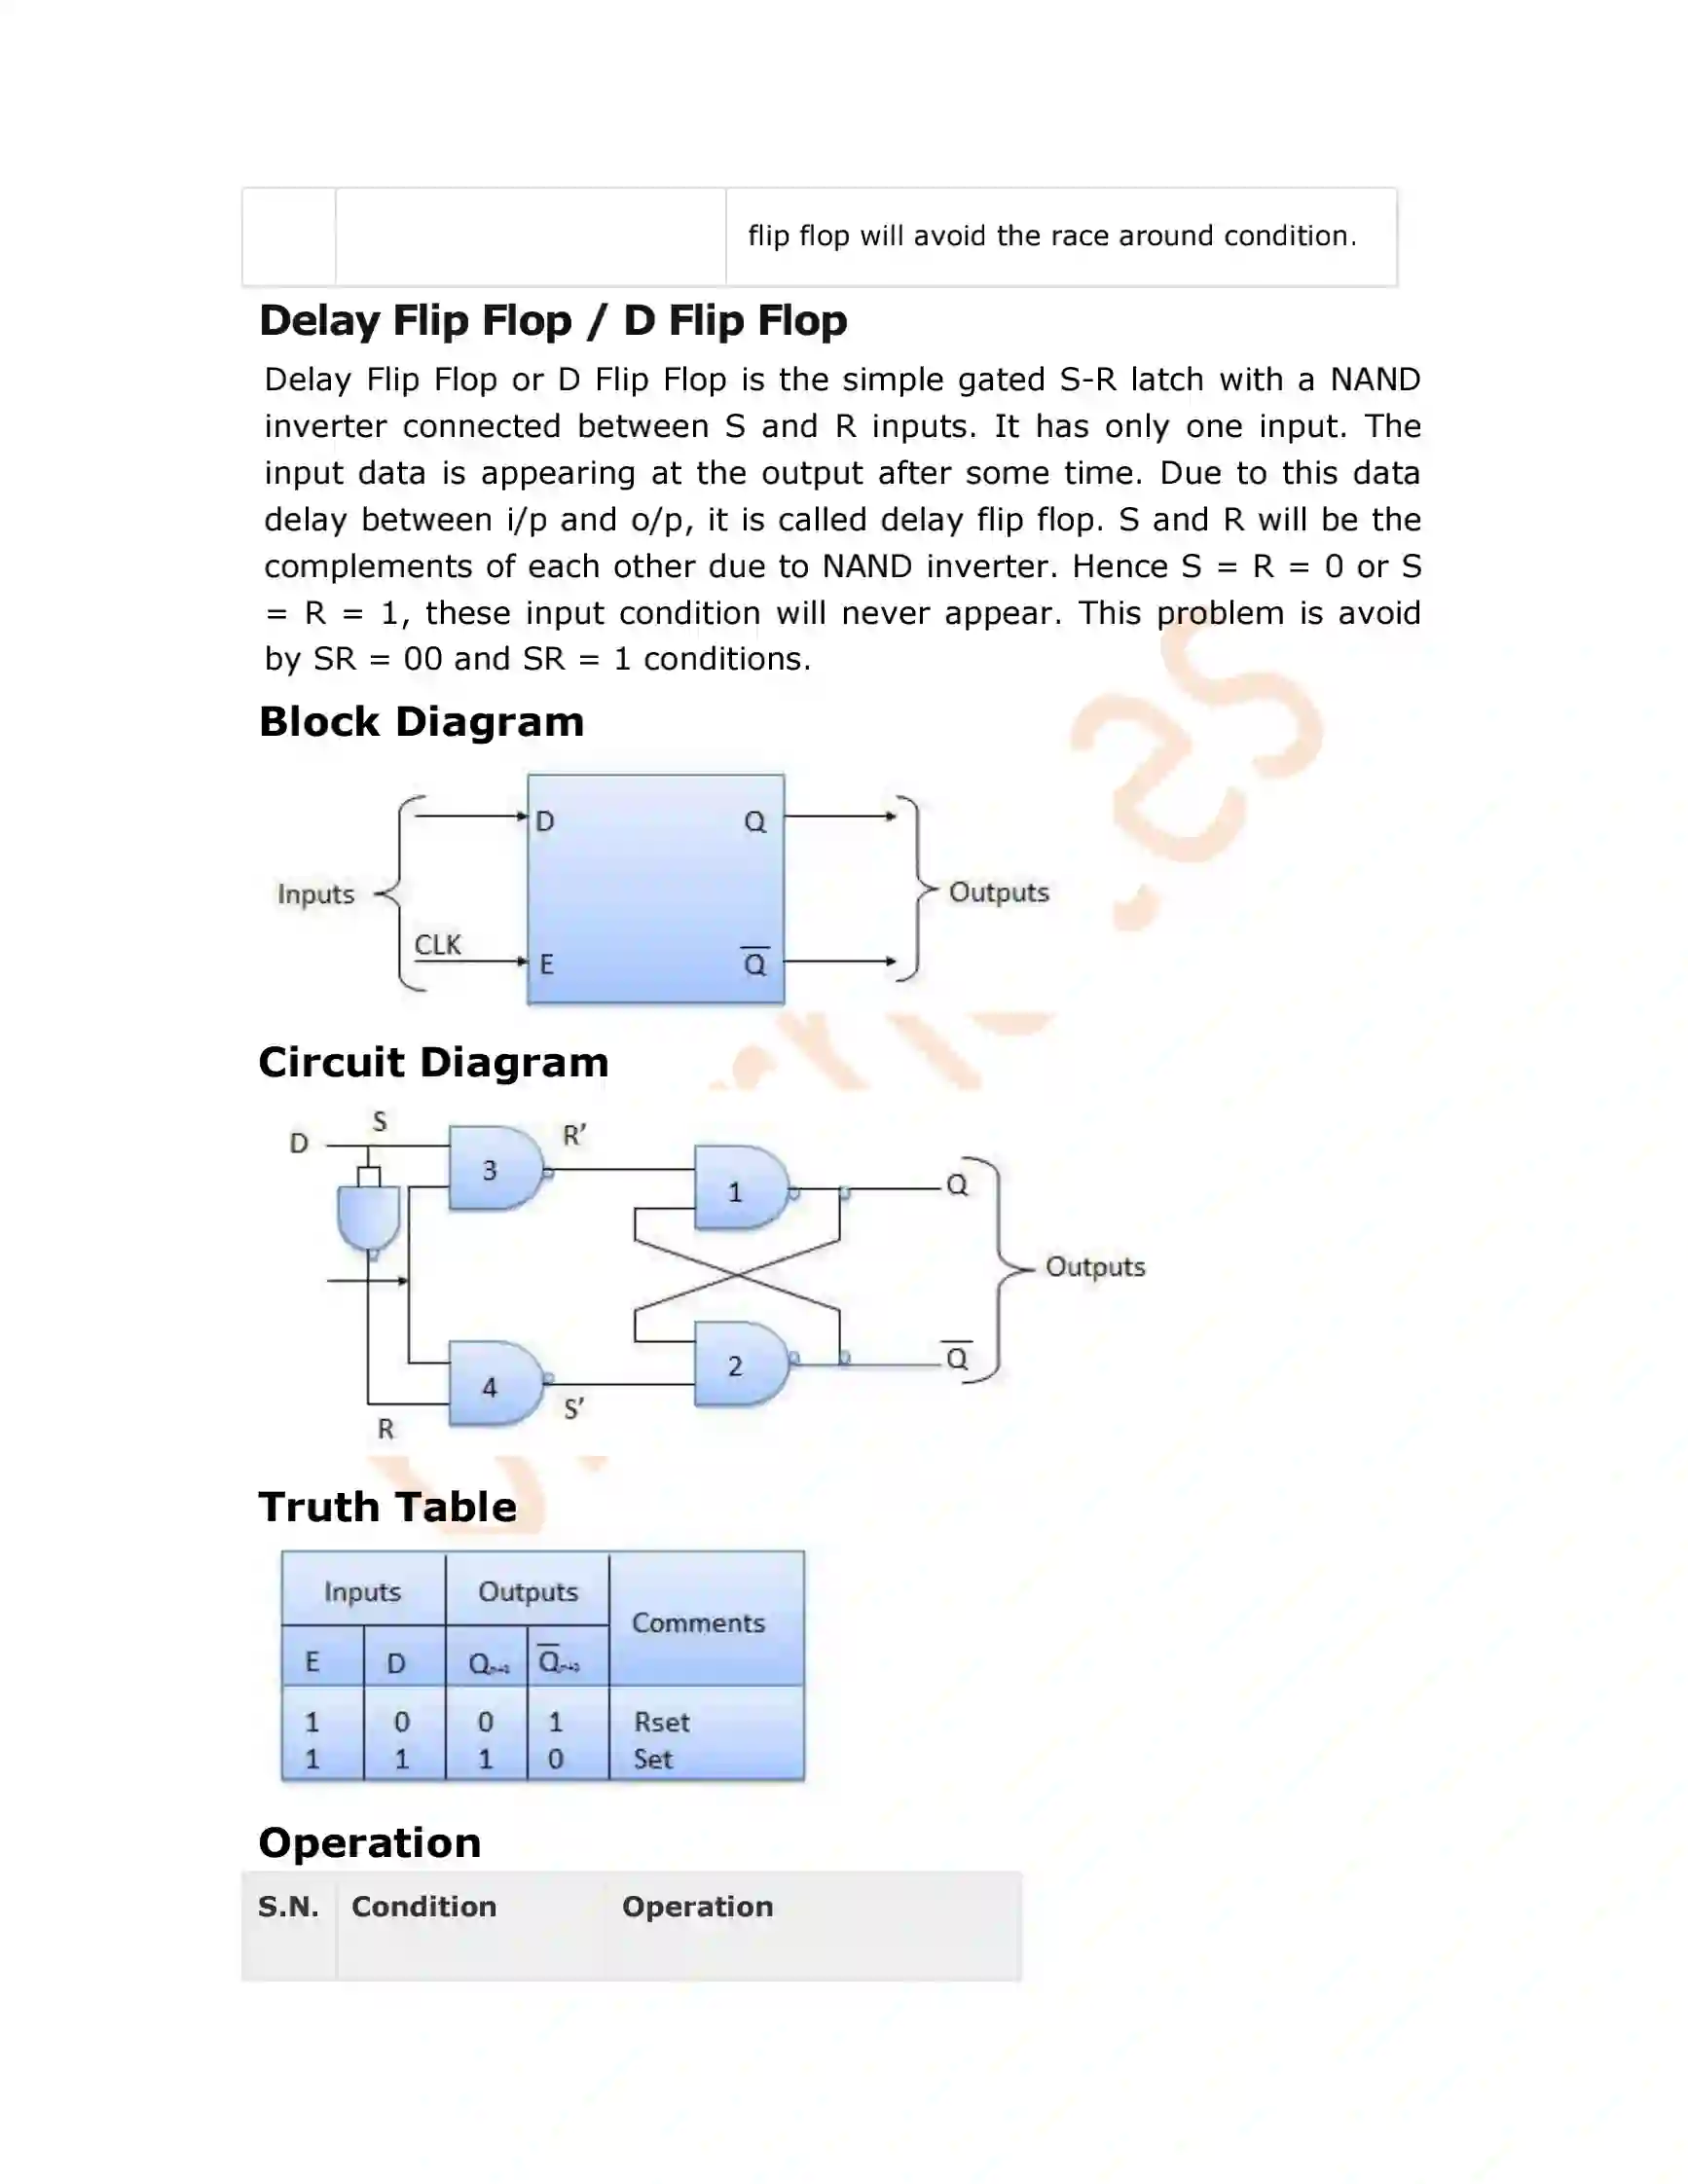 flip flop will avoid the race around condition.
Delay Flip Flop / D Flip Flop
Delay Flip Flop or D Flip Flop is the simple gated S-R latch with a NAND
inverter connected between S and R inputs. It has only one input. The
input data is appearing at the output after some time. Due to this data
delay between i/p and o/p, it is called delay flip flop. S and R will be the
complements of each other due to NAND inverter. Hence S = R = 0 or S
= R = 1, these input condition will never appear. This problem is avoid
by SR = 00 and SR = 1 conditions.
Block Diagram
D Q
Inputs Outputs
CLK
E Q̅
Circuit Diagram
S
D 3 R’
1 Q
Outputs
2 Q̅
4 S’
R
Truth Table
Inputs Outputs Comments
E D Qₙ₊₁ Q̅ₙ₊₁
1 0 0 1 Rset
1 1 1 0 Set
Operation
S.N. Condition Operation